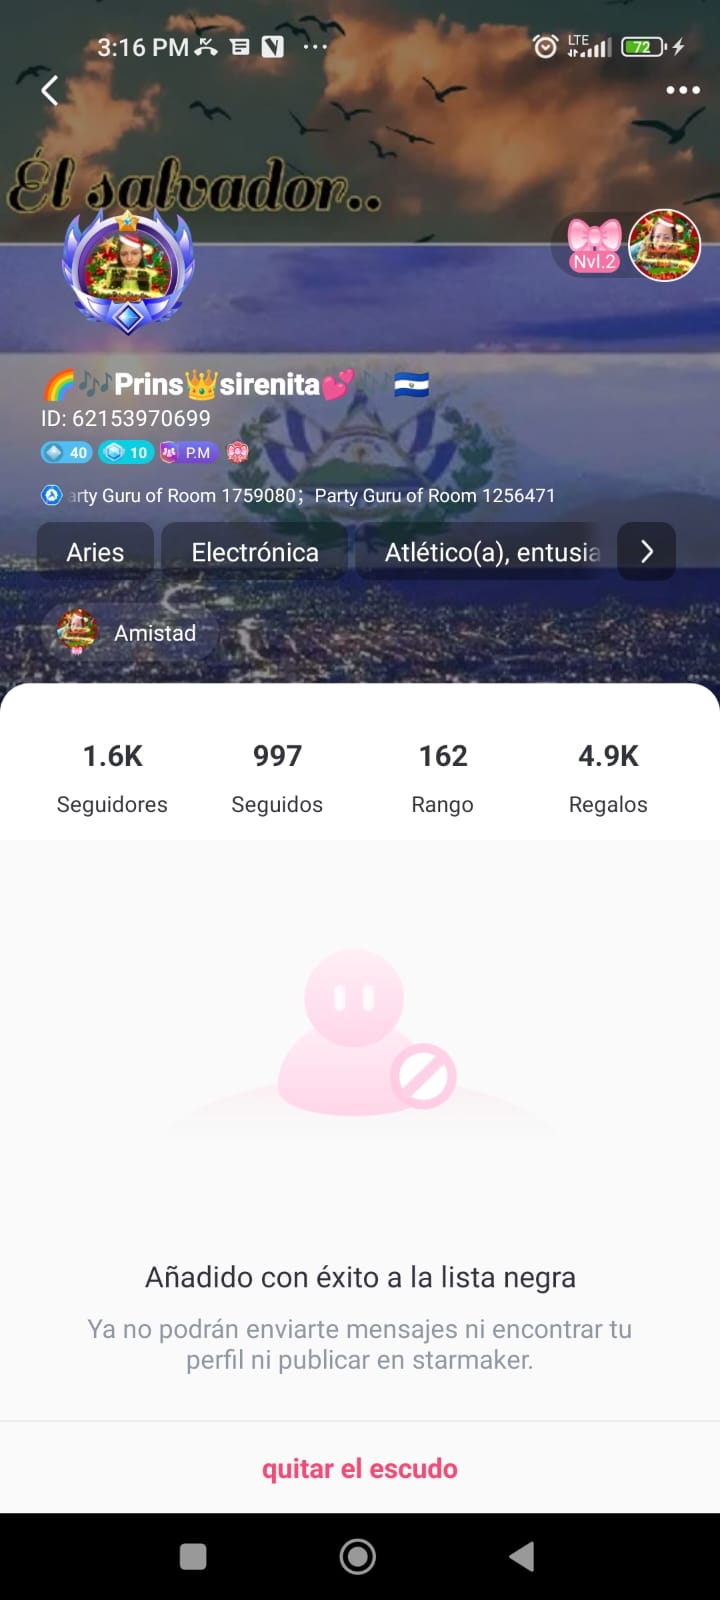 3:16 PM
LTE
72
Él salvador..
Nvl.2
🌈🎶Prins👑sirenita💕🎶🇸🇻
ID: 62153970699
40 10 P.M
arty Guru of Room 1759080; Party Guru of Room 1256471
Aries Electrónica Atlético(a), entusia
Amistad
1.6K 997 162 4.9K
Seguidores Seguidos Rango Regalos
Añadido con éxito a la lista negra
Ya no podrán enviarte mensajes ni encontrar tu
perfil ni publicar en starmaker.
quitar el escudo